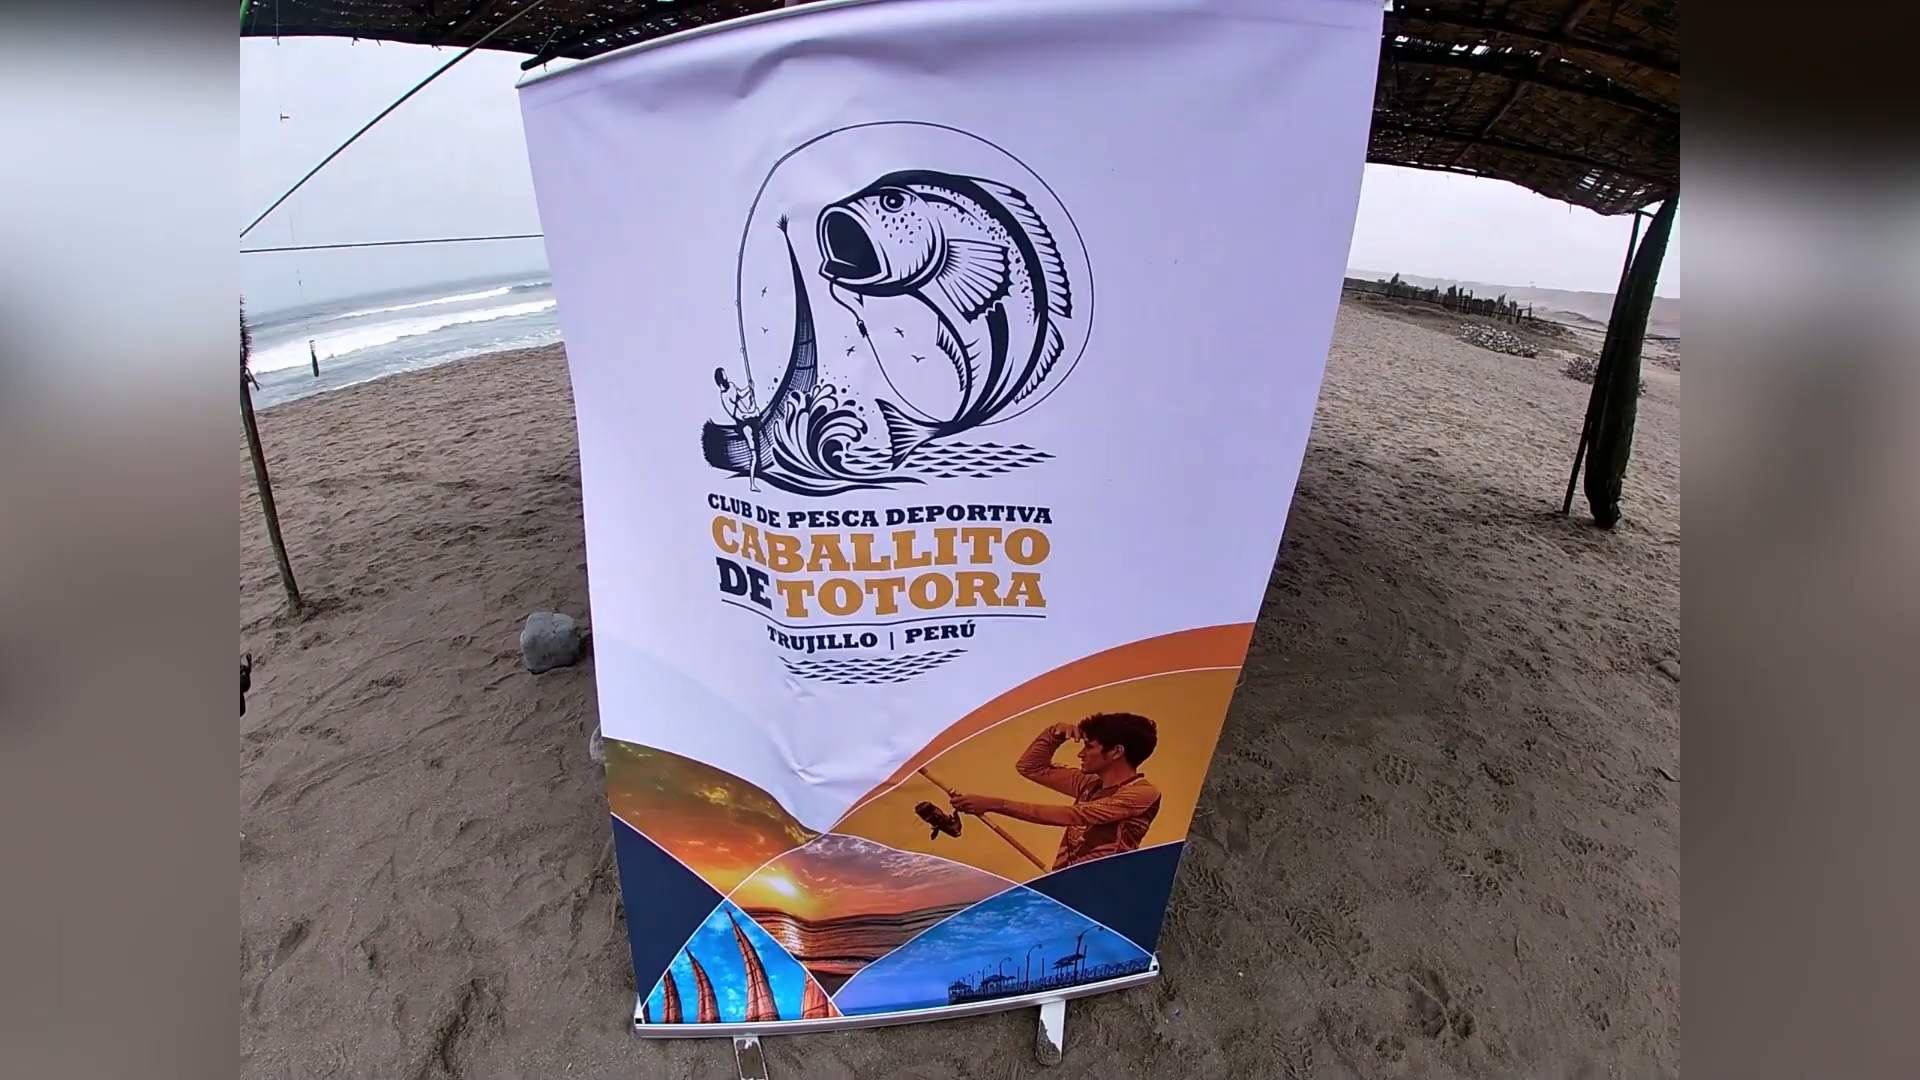 CLUB DE PESCA DEPORTIVA
CABALLITO
DE TOTORA
TRUJILLO | PERÚ